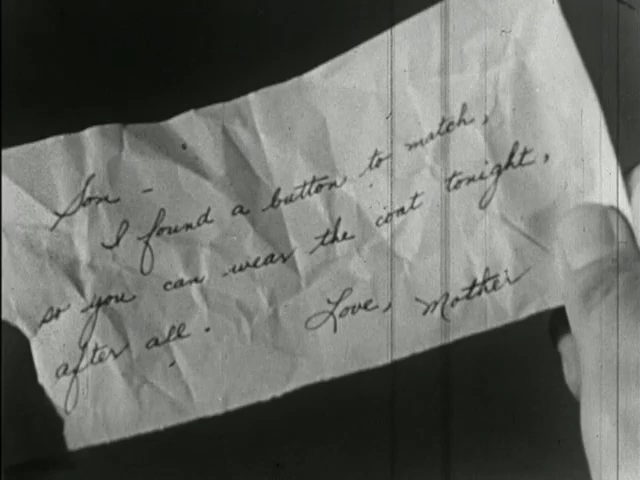 Son -
I found a button to match,
so you can wear the coat tonight,
after all. Love, Mother